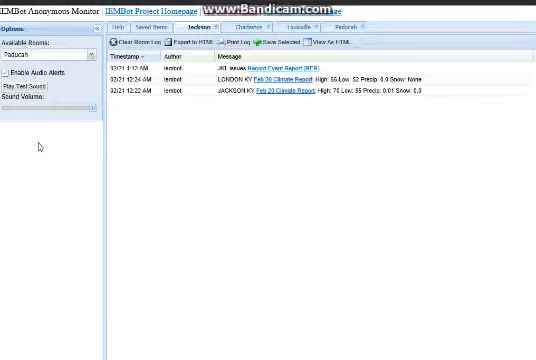 www.Bandicam.com
IEMBot Anonymous Monitor | IEMBot Project Homepage |
Options
Available Rooms:
Paducah
Enable Audio Alerts
Play Test Sound
Sound Volume:
Help Saved Items Jackson Charleston Louisville Paducah
Clear Room Log Export to HTML Print Log Save Selected View As HTML
Timestamp Author Message
02/21 1:12 AM iembot JKL issues Record Event Report (RER)
02/21 12:24 AM iembot LONDON KY Feb 20 Climate Report: High: 66 Low: 52 Precip: 0.0 Snow: None
02/21 12:22 AM iembot JACKSON KY Feb 20 Climate Report: High: 70 Low: 55 Precip: 0.01 Snow: 0.0